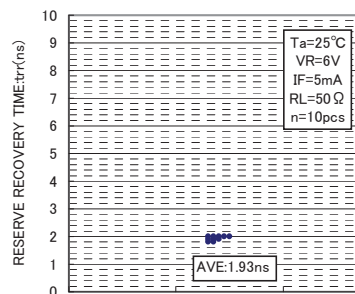 RESERVE RECOVERY TIME:trr(ns)
10
9
8
7
6
5
4
3
2
1
0
Ta=25℃
VR=6V
IF=5mA
RL=50Ω
n=10pcs
AVE:1.93ns